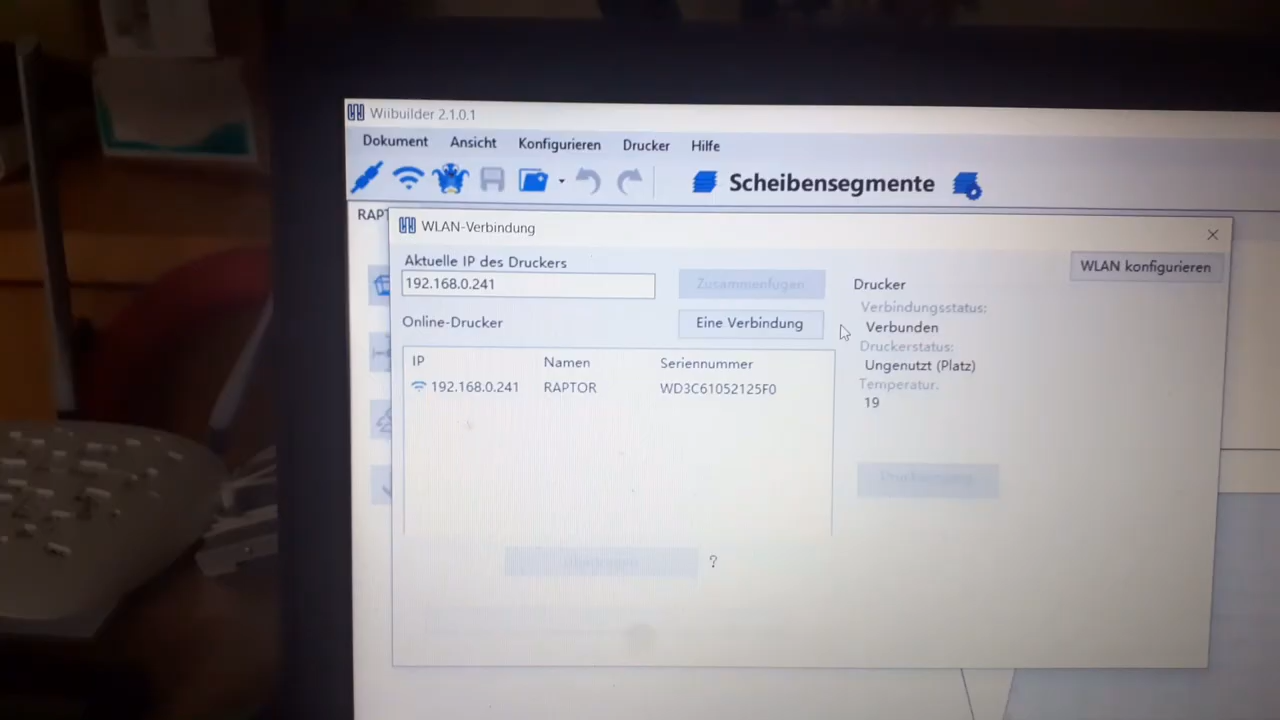 Wiibuilder 2.1.0.1
Dokument Ansicht Konfigurieren Drucker Hilfe
Scheibensegmente
RAPT
WLAN-Verbindung
WLAN konfigurieren
Aktuelle IP des Druckers
192.168.0.241
Zusammenfügen
Drucker
Verbindungsstatus:
Online-Drucker
Eine Verbindung
Verbunden
Druckerstatus:
IP Namen Seriennummer
Ungenutzt (Platz)
192.168.0.241 RAPTOR WD3C61052125F0
Temperatur.
19
?